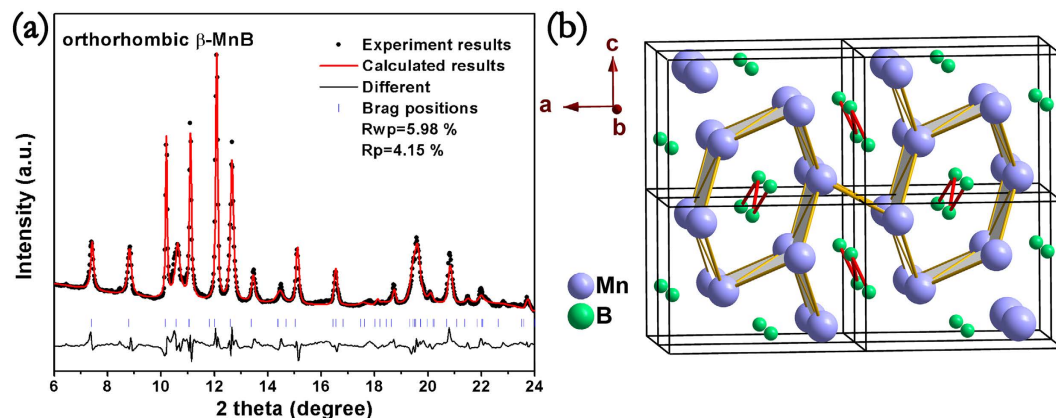 (a)
orthorhombic β-MnB
Experiment results
Calculated results
Different
Brag positions
Rwp=5.98 %
Rp=4.15 %
Intensity (a.u.)
6 8 10 12 14 16 18 20 22 24
2 theta (degree)
(b)
c
a
b
Mn
B